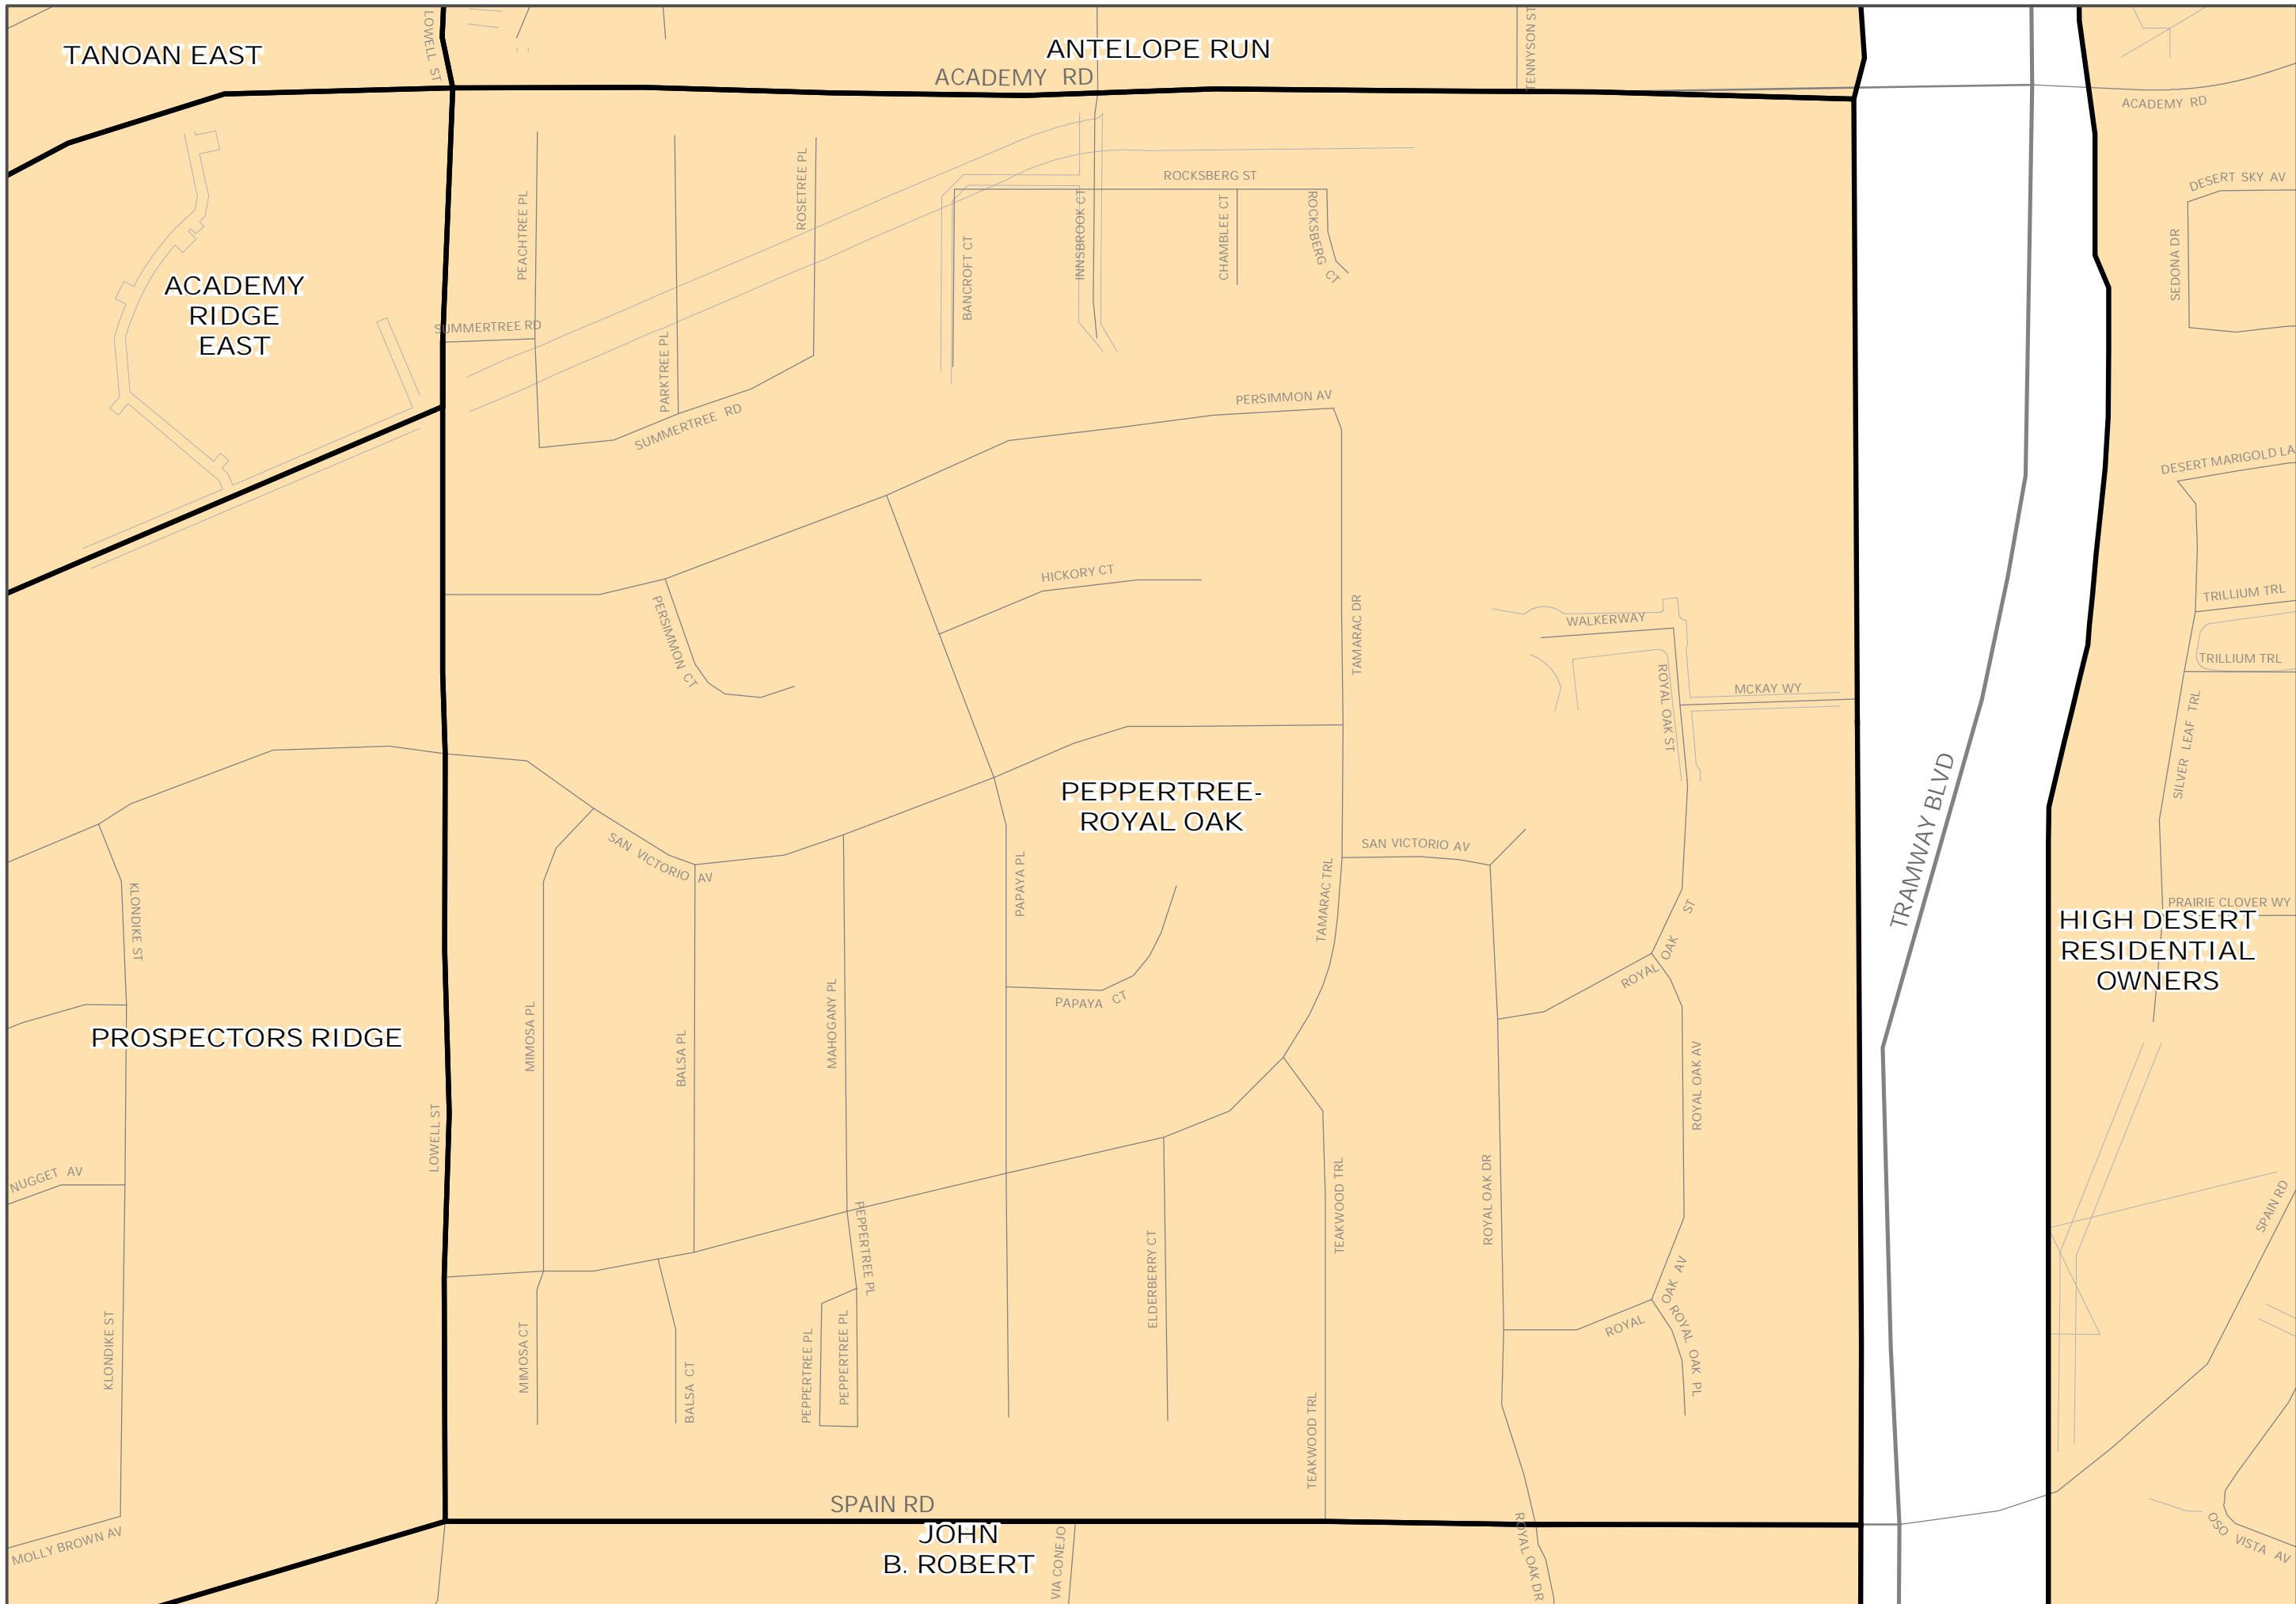 LOWELL ST
TANOAN EAST
ANTELOPE RUN
ACADEMY RD
TENNYSON ST
ACADEMY RD
DESERT SKY AV
SEDONA DR
PEACHTREE PL
ROSETREE PL
ROCKSBERG ST
BANCROFT CT
INNSBROOK CT
CHAMBLEE CT
ROCKSBERG CT
ACADEMY
RIDGE
EAST
SUMMERTREE RD
PARKTREE PL
SUMMERTREE RD
PERSIMMON AV
DESERT MARIGOLD LA
HICKORY CT
PERSIMMON CT
TAMARAC DR
WALKERWAY
ROYAL OAK ST
MCKAY WY
TRILLIUM TRL
TRILLIUM TRL
SILVER LEAF TRL
TRAMWAY BLVD
PEPPERTREE-
ROYAL OAK
SAN VICTORIO AV
SAN VICTORIO AV
KLONDIKE ST
PAPAYA PL
TAMARAC TRL
ROYAL OAK ST
PRAIRIE CLOVER WY
HIGH DESERT
RESIDENTIAL
OWNERS
PAPAYA CT
PROSPECTORS RIDGE
MIMOSA PL
BALSA PL
MAHOGANY PL
ROYAL OAK AV
LOWELL ST
NUGGET AV
PEPPERTREE PL
ELDERBERRY CT
TEAKWOOD TRL
ROYAL OAK DR
SPAIN RD
KLONDIKE ST
MIMOSA CT
BALSA CT
PEPPERTREE PL
PEPPERTREE PL
ROYAL OAK AV
ROYAL OAK PL
TEAKWOOD TRL
SPAIN RD
MOLLY BROWN AV
JOHN
B. ROBERT
VIA CONEJO
ROYAL OAK DR
OSO VISTA AV